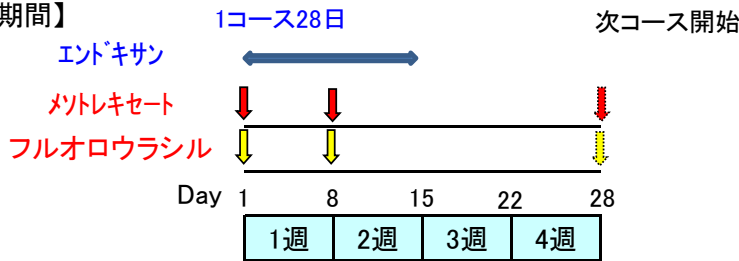 期間】
1コース28日
次コース開始
エンドキサン
メソトレキセート
フルオロウラシル
Day 1 8 15 22 28
1週 2週 3週 4週